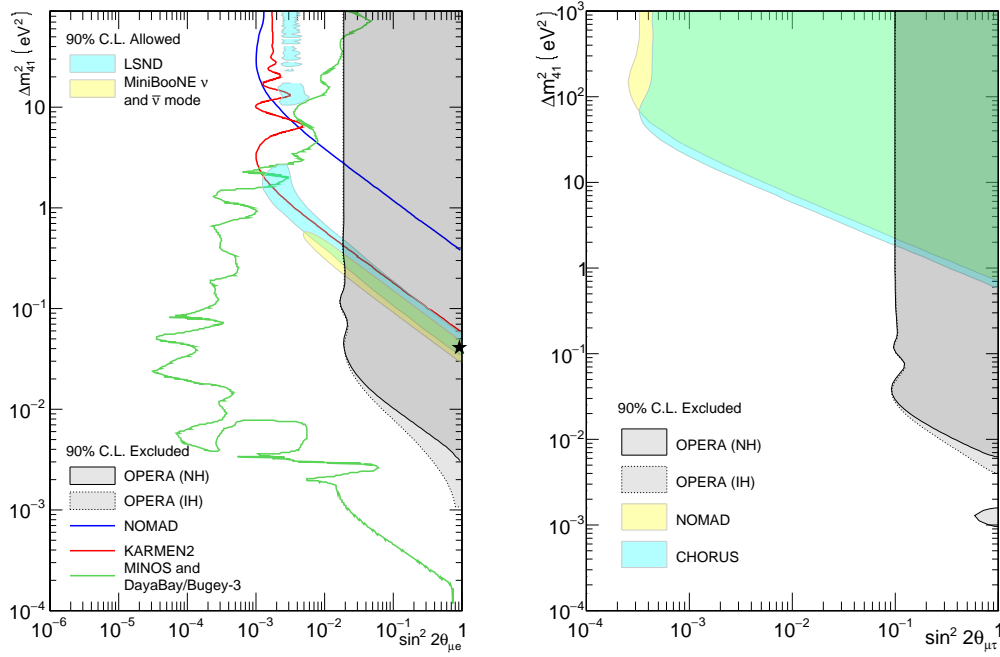 Δm²₄₁ (eV²)
90% C.L. Allowed
LSND
MiniBooNE ν
and ν̅ mode
10
1
10⁻¹
10⁻²
10⁻³
10⁻⁴
90% C.L. Excluded
OPERA (NH)
OPERA (IH)
NOMAD
KARMEN2
MINOS and
DayaBay/Bugey-3
10⁻⁶ 10⁻⁵ 10⁻⁴ 10⁻³ 10⁻² 10⁻¹ 1
sin² 2θμe
Δm²₄₁ (eV²)
10³
10²
10
1
10⁻¹
10⁻²
10⁻³
10⁻⁴
90% C.L. Excluded
OPERA (NH)
OPERA (IH)
NOMAD
CHORUS
10⁻⁴ 10⁻³ 10⁻² 10⁻¹ 1
sin² 2θμτ